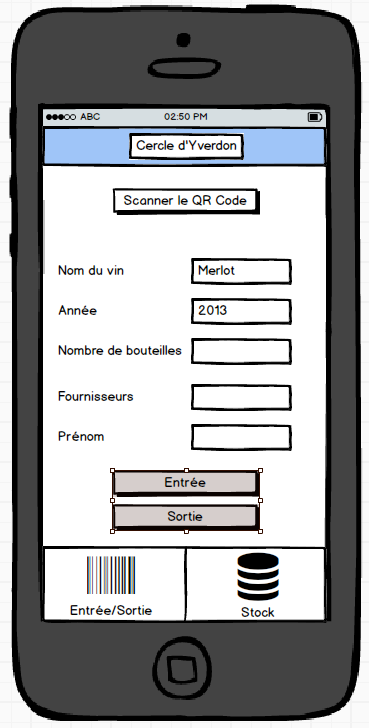 ABC 02:50 PM
Cercle d'Yverdon
Scanner le QR Code
Nom du vin Merlot
Année 2013
Nombre de bouteilles
Fournisseurs
Prénom
Entrée
Sortie
Entrée/Sortie Stock